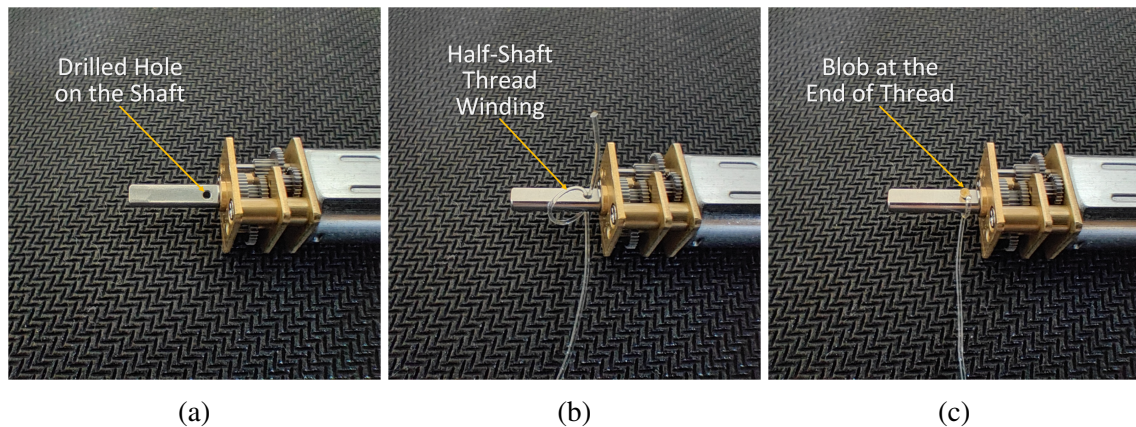 Drilled Hole
on the Shaft
Half-Shaft
Thread
Winding
Blob at the
End of Thread
(a)
(b)
(c)